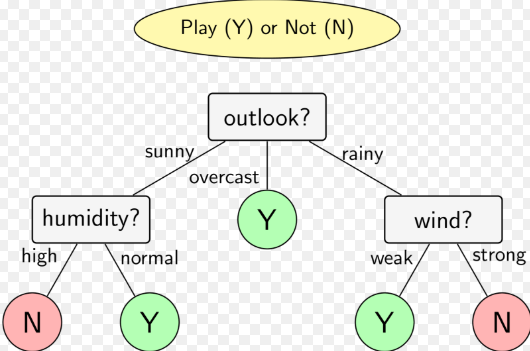 Play (Y) or Not (N)
outlook?
sunny
overcast
rainy
humidity?
Y
wind?
high
normal
weak
strong
N
Y
Y
N